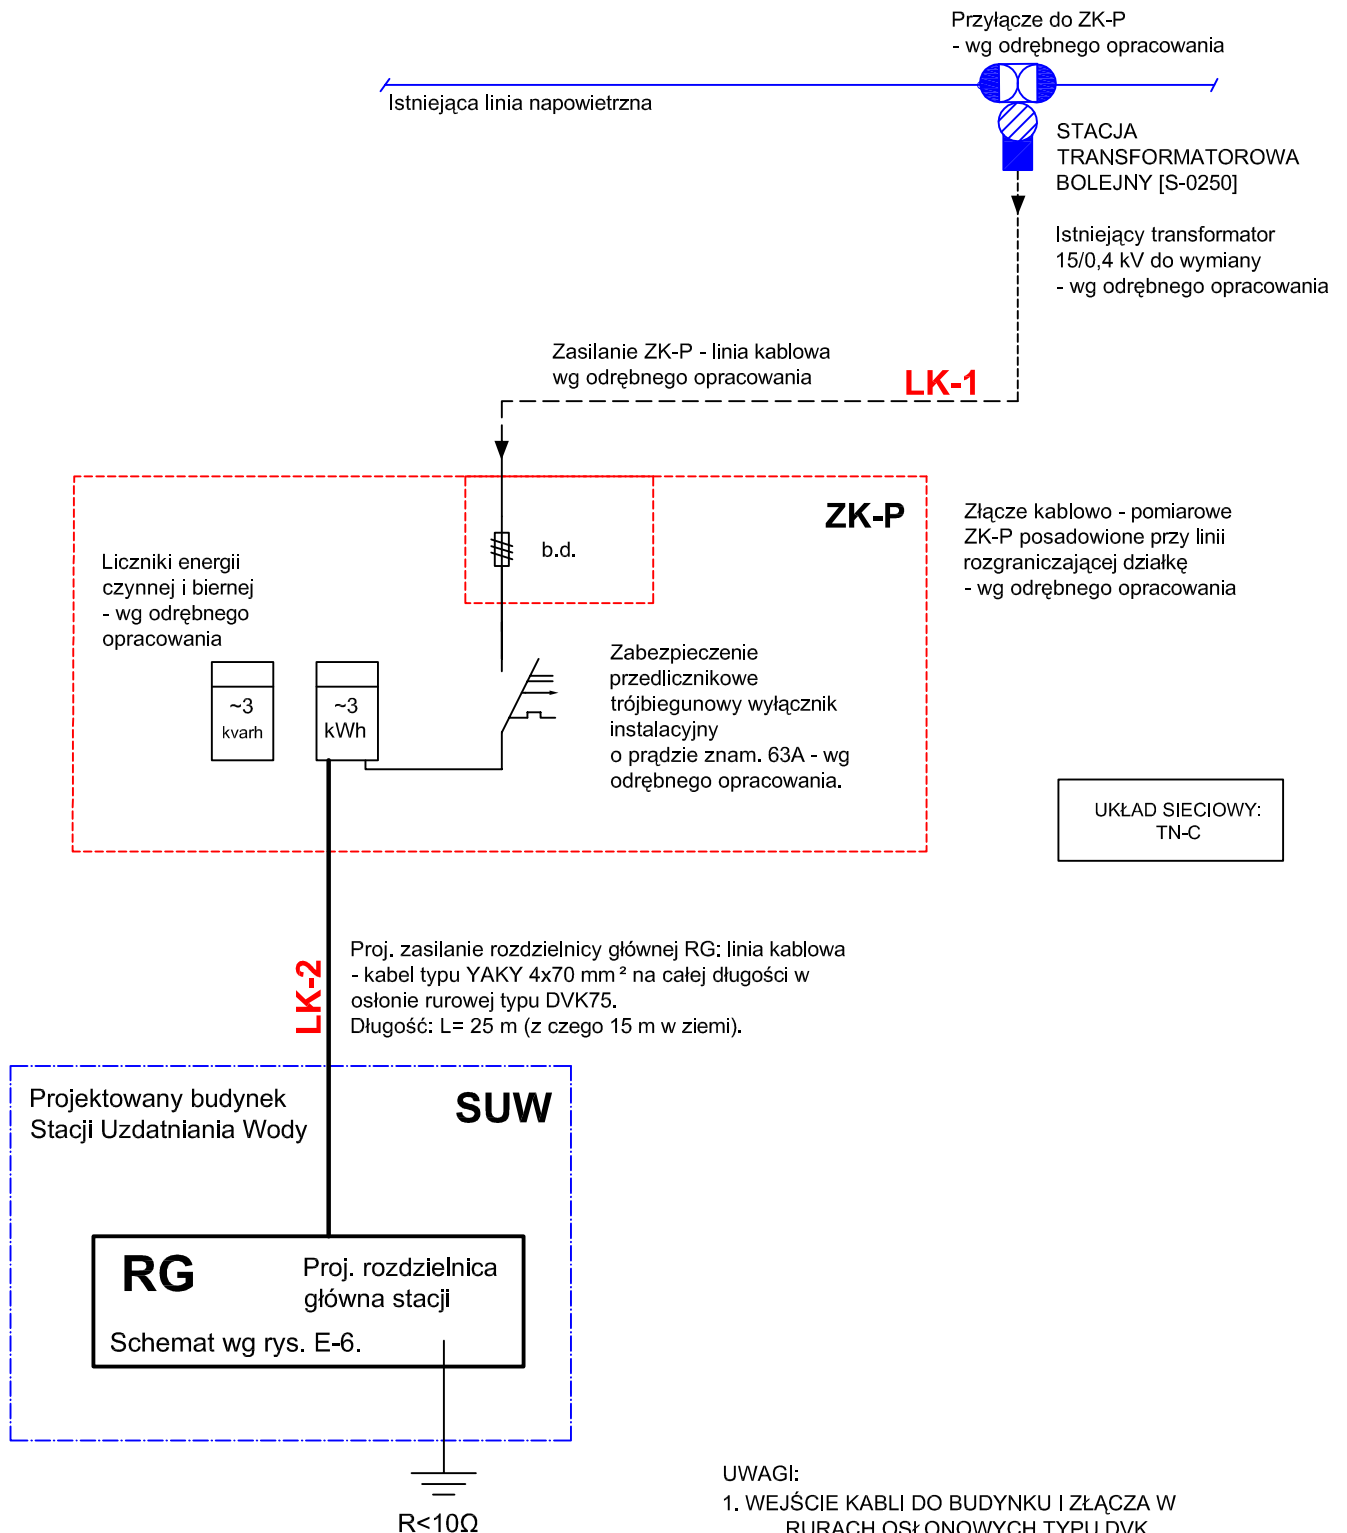 Przyłącze do ZK-P
- wg odrębnego opracowania
Istniejąca linia napowietrzna
STACJA
TRANSFORMATOROWA
BOLEJNY [S-0250]
Istniejący transformator
15/0,4 kV do wymiany
- wg odrębnego opracowania
Zasilanie ZK-P - linia kablowa
wg odrębnego opracowania
LK-1
ZK-P
Złącze kablowo - pomiarowe
ZK-P posadowione przy linii
rozgraniczającej działkę
- wg odrębnego opracowania
b.d.
Liczniki energii
czynnej i biernej
- wg odrębnego
opracowania
~3
kvarh
~3
kWh
Zabezpieczenie
przedlicznikowe
trójbiegunowy wyłącznik
instalacyjny
o prądzie znam. 63A - wg
odrębnego opracowania.
UKŁAD SIECIOWY:
TN-C
LK-2
Proj. zasilanie rozdzielnicy głównej RG: linia kablowa
- kabel typu YAKY 4x70 mm² na całej długości w
osłonie rurowej typu DVK75.
Długość: L= 25 m (z czego 15 m w ziemi).
Projektowany budynek
Stacji Uzdatniania Wody
SUW
RG
Proj. rozdzielnica
główna stacji
Schemat wg rys. E-6.
R<10Ω
UWAGI:
1. WEJŚCIE KABLI DO BUDYNKU I ZŁĄCZA W
RURACH OSŁONOWYCH TYPU DVK